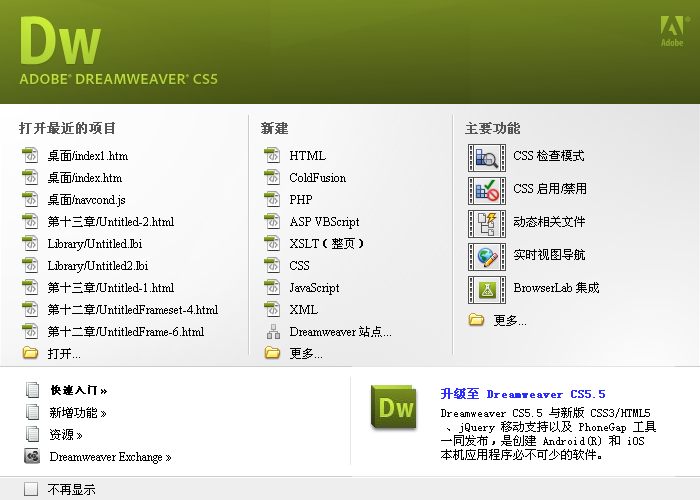 Dw
Adobe
ADOBE® DREAMWEAVER® CS5
打开最近的项目
桌面/index1.htm
桌面/index.htm
桌面/navcond.js
第十三章/Untitled-2.html
Library/Untitled.lbi
Library/Untitled2.lbi
第十三章/Untitled-1.html
第十二章/UntitledFrameset-4.html
第十二章/UntitledFrame-6.html
打开...
新建
HTML
ColdFusion
PHP
ASP VBScript
XSLT（整页）
CSS
JavaScript
XML
Dreamweaver 站点...
更多...
主要功能
CSS 检查模式
CSS 启用/禁用
动态相关文件
实时视图导航
BrowserLab 集成
更多...
快速入门 »
新增功能 »
资源 »
Dreamweaver Exchange »
Dw
升级至 Dreamweaver CS5.5
Dreamweaver CS5.5 与新版 CSS3/HTML5
、jQuery 移动支持以及 PhoneGap 工具
一同发布，是创建 Android(R) 和 iOS
本机应用程序必不可少的软件。
不再显示